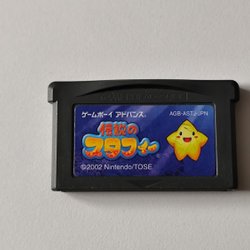 ゲームボーイ アドバンス AGB-ASTJ-JPN
伝説の
スタフィー
©2002 Nintendo/TOSE